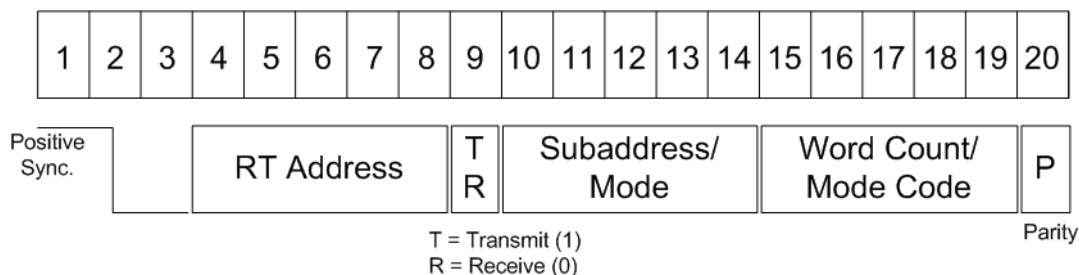 1 2 3 4 5 6 7 8 9 10 11 12 13 14 15 16 17 18 19 20
Positive
Sync.
RT Address
T
R
Subaddress/
Mode
Word Count/
Mode Code
P
T = Transmit (1)
R = Receive (0)
Parity